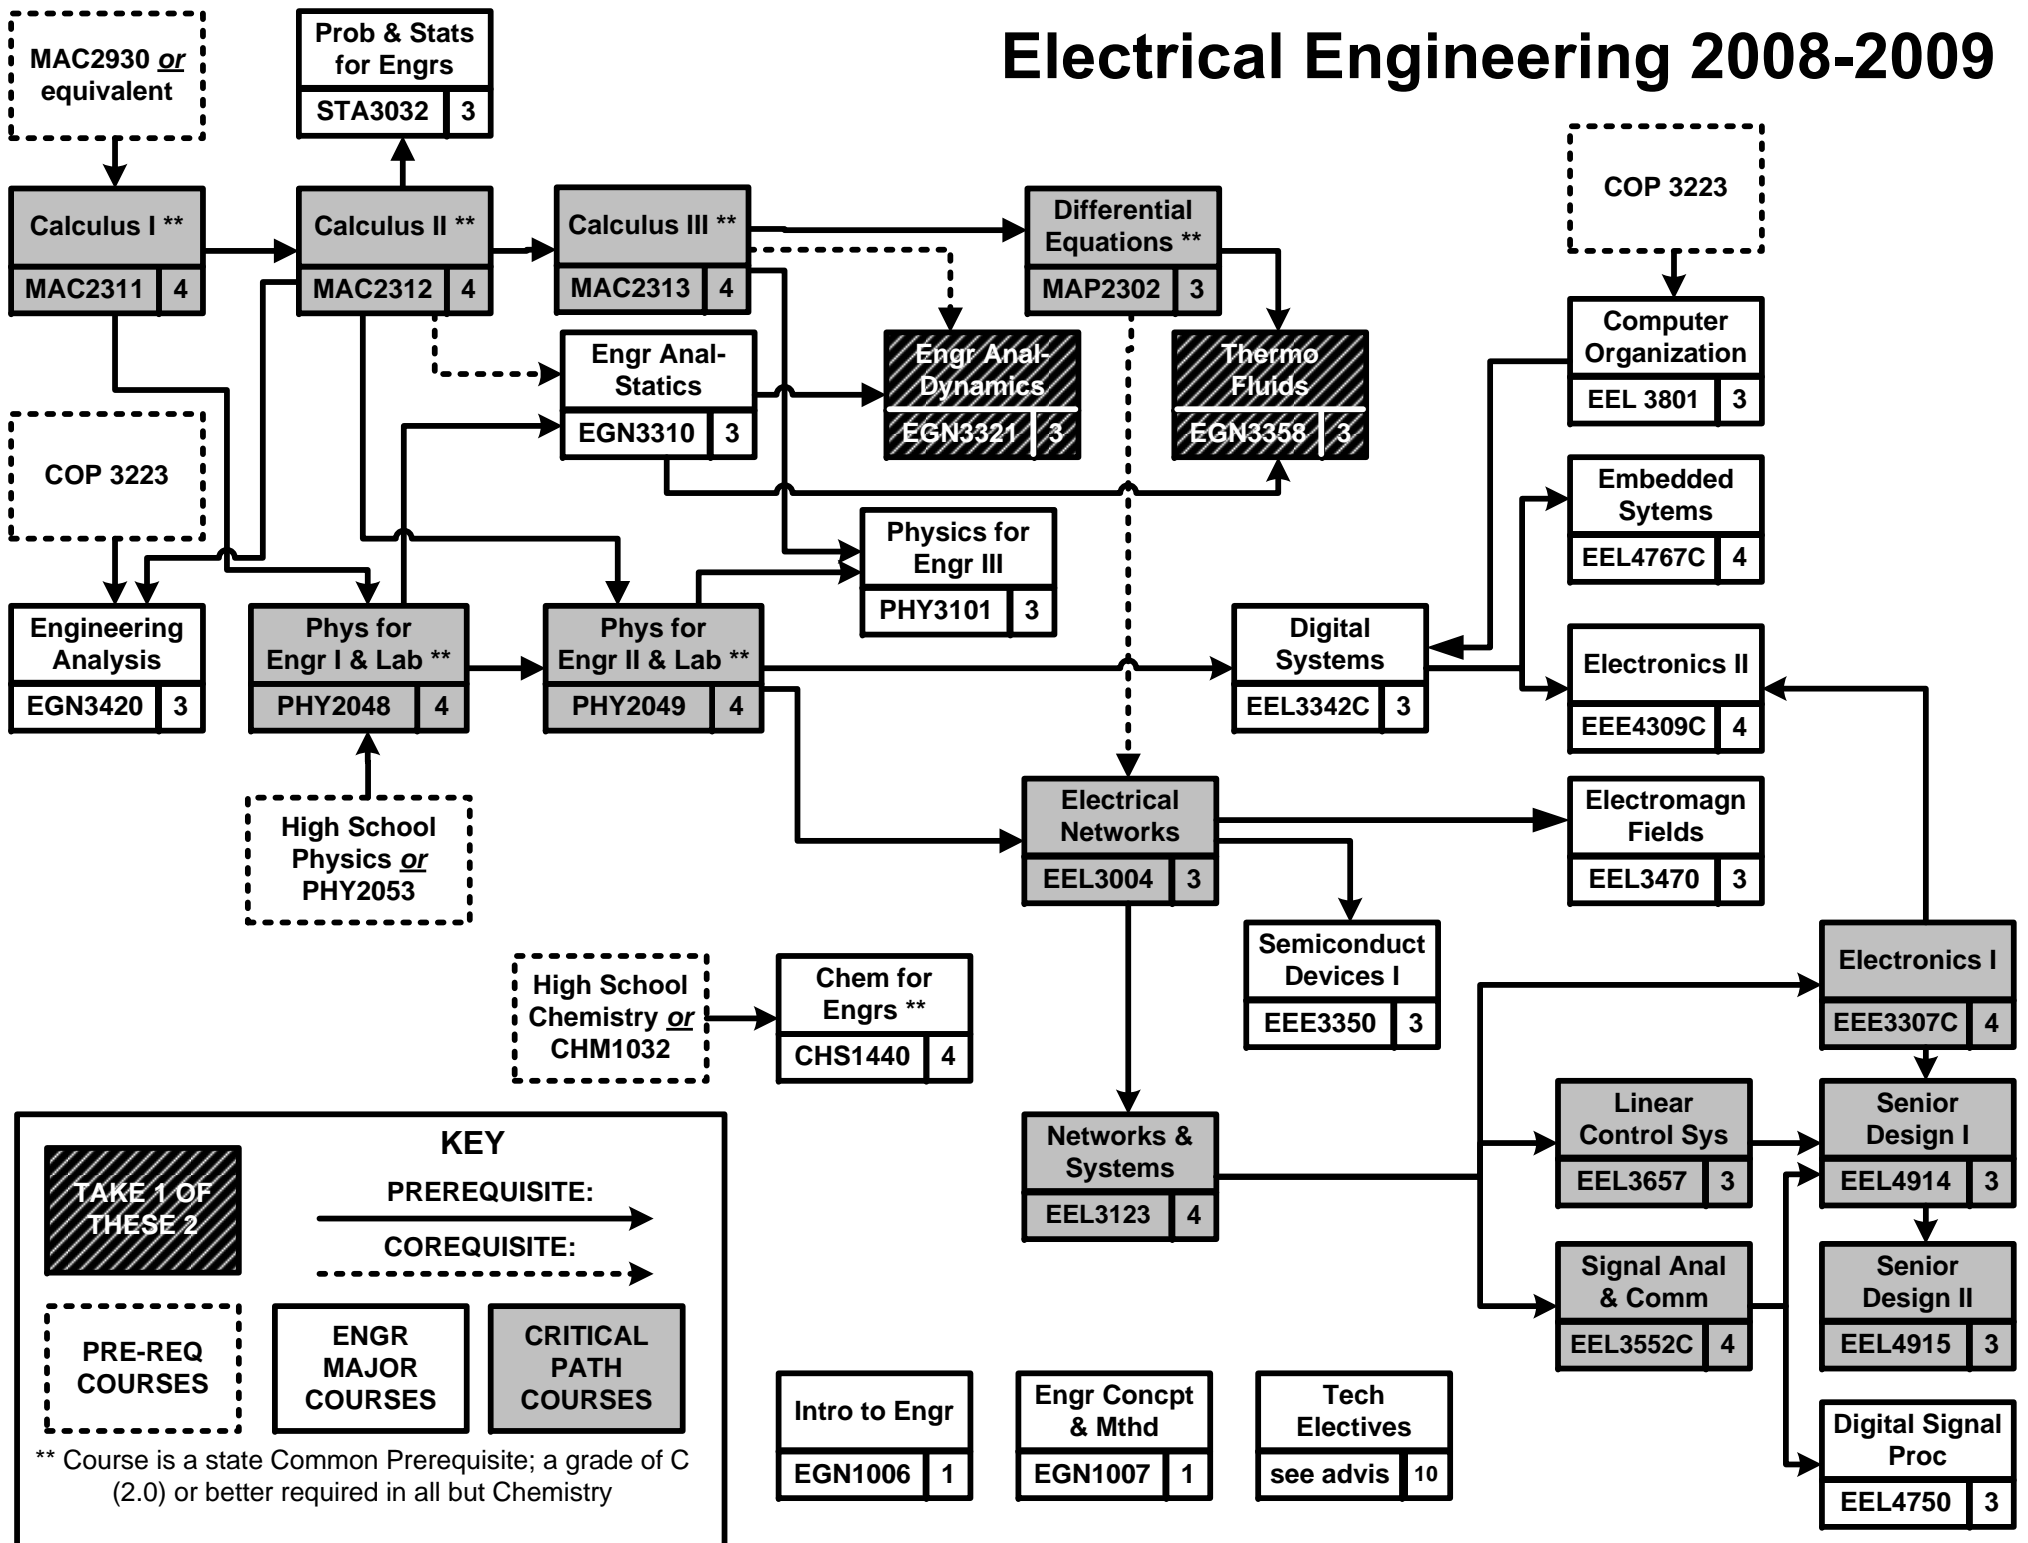 Electrical Engineering 2008-2009
MAC2930 or
equivalent
Prob & Stats
for Engrs
STA3032 3
COP 3223
Calculus I **
MAC2311 4
Calculus II **
MAC2312 4
Calculus III **
MAC2313 4
Differential
Equations **
MAP2302 3
Computer
Organization
EEL 3801 3
Engr Anal-
Statics
EGN3310 3
Engr Anal-
Dynamics
EGN3321 3
Thermo
Fluids
EGN3358 3
COP 3223
Embedded
Sytems
EEL4767C 4
Physics for
Engr III
PHY3101 3
Engineering
Analysis
EGN3420 3
Phys for
Engr I & Lab **
PHY2048 4
Phys for
Engr II & Lab **
PHY2049 4
Digital
Systems
EEL3342C 3
Electronics II
EEE4309C 4
High School
Physics or
PHY2053
Electrical
Networks
EEL3004 3
Electromagn
Fields
EEL3470 3
Semiconduct
Devices I
EEE3350 3
Electronics I
EEE3307C 4
High School
Chemistry or
CHM1032
Chem for
Engrs **
CHS1440 4
Networks &
Systems
EEL3123 4
Linear
Control Sys
EEL3657 3
Senior
Design I
EEL4914 3
Signal Anal
& Comm
EEL3552C 4
Senior
Design II
EEL4915 3
Digital Signal
Proc
EEL4750 3
Intro to Engr
EGN1006 1
Engr Concpt
& Mthd
EGN1007 1
Tech
Electives
see advis 10
KEY
TAKE 1 OF
THESE 2
PREREQUISITE:
COREQUISITE:
PRE-REQ
COURSES
ENGR
MAJOR
COURSES
CRITICAL
PATH
COURSES
** Course is a state Common Prerequisite; a grade of C
(2.0) or better required in all but Chemistry